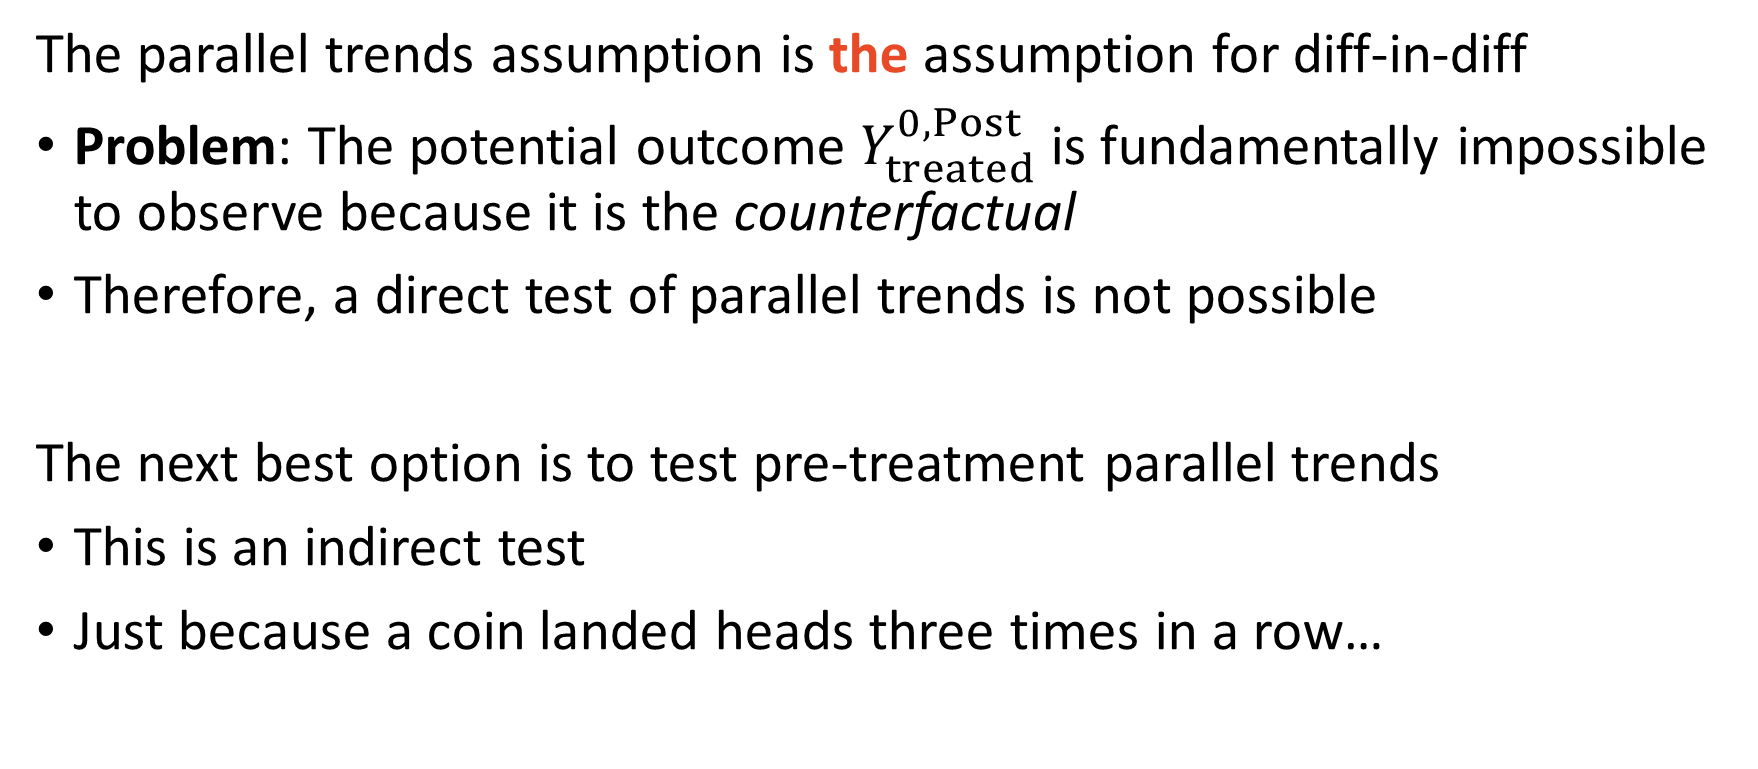 The parallel trends assumption is the assumption for diff-in-diff
• Problem: The potential outcome $Y_{\text{treated}}^{0,\text{Post}}$ is fundamentally impossible
to observe because it is the counterfactual
• Therefore, a direct test of parallel trends is not possible
The next best option is to test pre-treatment parallel trends
• This is an indirect test
• Just because a coin landed heads three times in a row…